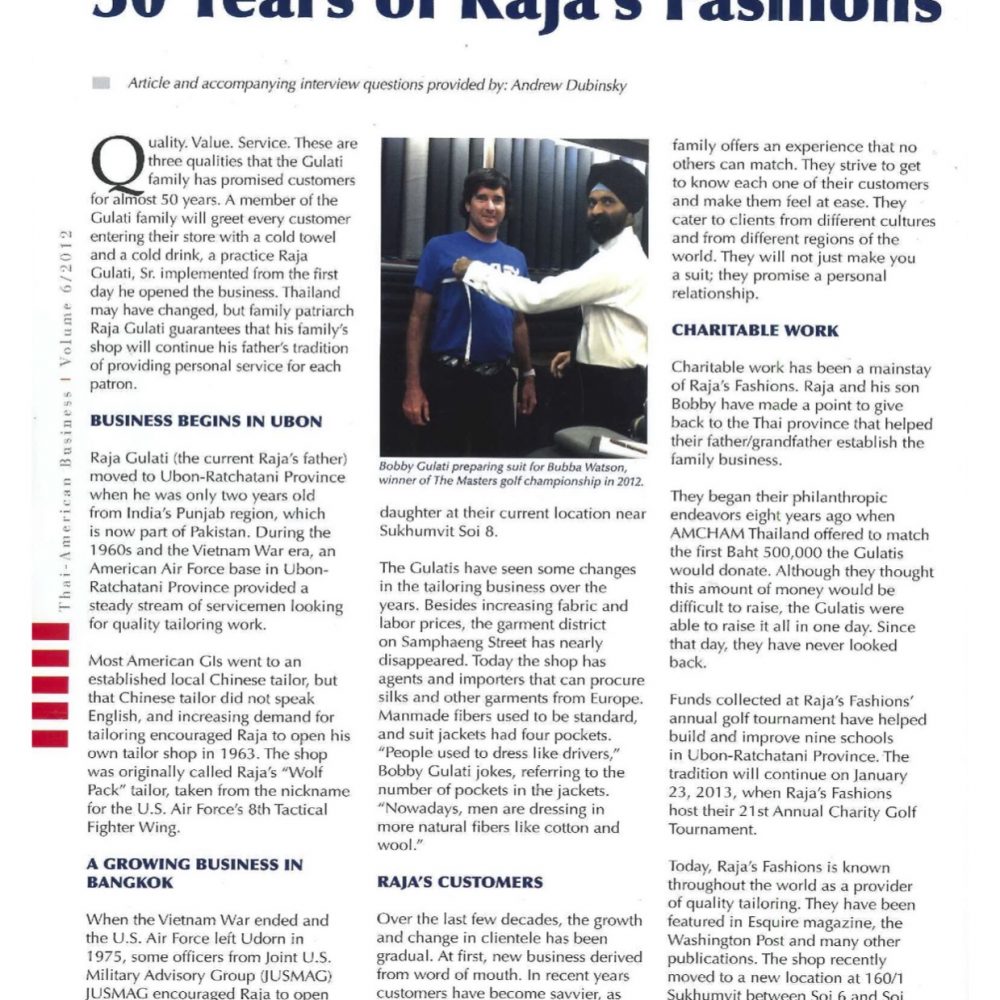 50 Years of Raja's Fashions
Article and accompanying interview questions provided by: Andrew Dubinsky
Thai-American Business | Volume 6/2012
Quality. Value. Service. These are
three qualities that the Gulati
family has promised customers
for almost 50 years. A member of the
Gulati family will greet every customer
entering their store with a cold towel
and a cold drink, a practice Raja
Gulati, Sr. implemented from the first
day he opened the business. Thailand
may have changed, but family patriarch
Raja Gulati guarantees that his family's
shop will continue his father's tradition
of providing personal service for each
patron.
BUSINESS BEGINS IN UBON
Raja Gulati (the current Raja's father)
moved to Ubon-Ratchatani Province
when he was only two years old
from India's Punjab region, which
is now part of Pakistan. During the
1960s and the Vietnam War era, an
American Air Force base in Ubon-
Ratchatani Province provided a
steady stream of servicemen looking
for quality tailoring work.
Most American GIs went to an
established local Chinese tailor, but
that Chinese tailor did not speak
English, and increasing demand for
tailoring encouraged Raja to open his
own tailor shop in 1963. The shop
was originally called Raja's "Wolf
Pack" tailor, taken from the nickname
for the U.S. Air Force's 8th Tactical
Fighter Wing.
A GROWING BUSINESS IN
BANGKOK
When the Vietnam War ended and
the U.S. Air Force left Udorn in
1975, some officers from Joint U.S.
Military Advisory Group (JUSMAG)
JUSMAG encouraged Raja to open
Bobby Gulati preparing suit for Bubba Watson,
winner of The Masters golf championship in 2012.
daughter at their current location near
Sukhumvit Soi 8.
The Gulatis have seen some changes
in the tailoring business over the
years. Besides increasing fabric and
labor prices, the garment district
on Samphaeng Street has nearly
disappeared. Today the shop has
agents and importers that can procure
silks and other garments from Europe.
Manmade fibers used to be standard,
and suit jackets had four pockets.
"People used to dress like drivers,"
Bobby Gulati jokes, referring to the
number of pockets in the jackets.
"Nowadays, men are dressing in
more natural fibers like cotton and
wool."
RAJA'S CUSTOMERS
Over the last few decades, the growth
and change in clientele has been
gradual. At first, new business derived
from word of mouth. In recent years
customers have become savvier, as
family offers an experience that no
others can match. They strive to get
to know each one of their customers
and make them feel at ease. They
cater to clients from different cultures
and from different regions of the
world. They will not just make you
a suit; they promise a personal
relationship.
CHARITABLE WORK
Charitable work has been a mainstay
of Raja's Fashions. Raja and his son
Bobby have made a point to give
back to the Thai province that helped
their father/grandfather establish the
family business.
They began their philanthropic
endeavors eight years ago when
AMCHAM Thailand offered to match
the first Baht 500,000 the Gulatis
would donate. Although they thought
this amount of money would be
difficult to raise, the Gulatis were
able to raise it all in one day. Since
that day, they have never looked
back.
Funds collected at Raja's Fashions'
annual golf tournament have helped
build and improve nine schools
in Ubon-Ratchatani Province. The
tradition will continue on January
23, 2013, when Raja's Fashions
host their 21st Annual Charity Golf
Tournament.
Today, Raja's Fashions is known
throughout the world as a provider
of quality tailoring. They have been
featured in Esquire magazine, the
Washington Post and many other
publications. The shop recently
moved to a new location at 160/1
Sukhumvit between Soi 6 and Soi